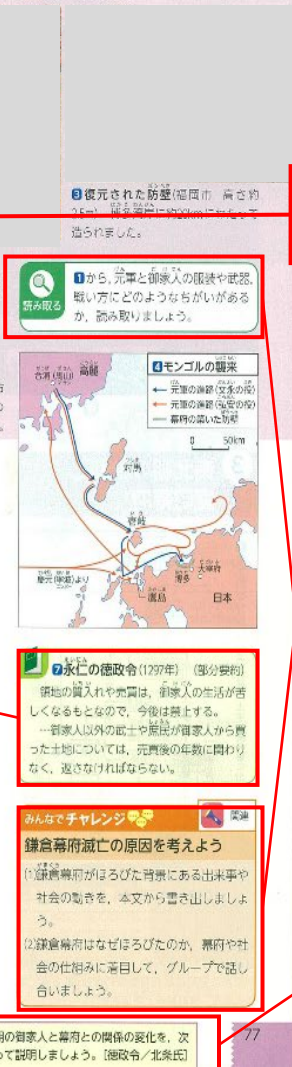 ❸復元された防壁(福岡市 高さ約
2.5m) 博多湾岸に約20kmにわたって
造られました。
読み取る
❶から,元軍と御家人の服装や武器,
戦い方にどのようなちがいがある
か,読み取りましょう。
❹モンゴルの襲来
元軍の進路(文永の役)
元軍の進路(弘安の役)
幕府の築いた防壁
0 50km
合浦(馬山)
高麗
対馬
壱岐
慶元(寧波)より
鷹島
博多
大宰府
日本
❼永仁の徳政令(1297年) (部分要約)
領地の質入れや売買は,御家人の生活が苦
しくなるもとなので,今後は禁止する。
…御家人以外の武士や庶民が御家人から買
った土地については,売買後の年数に関わり
なく,返さなければならない。
みんなでチャレンジ
関連
鎌倉幕府滅亡の原因を考えよう
(1)鎌倉幕府がほろびた背景にある出来事や
社会の動きを,本文から書き出しましょ
う。
(2)鎌倉幕府はなぜほろびたのか,幕府や社
会の仕組みに着目して,グループで話し
合いましょう。
期の御家人と幕府との関係の変化を,次
って説明しましょう。[徳政令/北条氏]
77